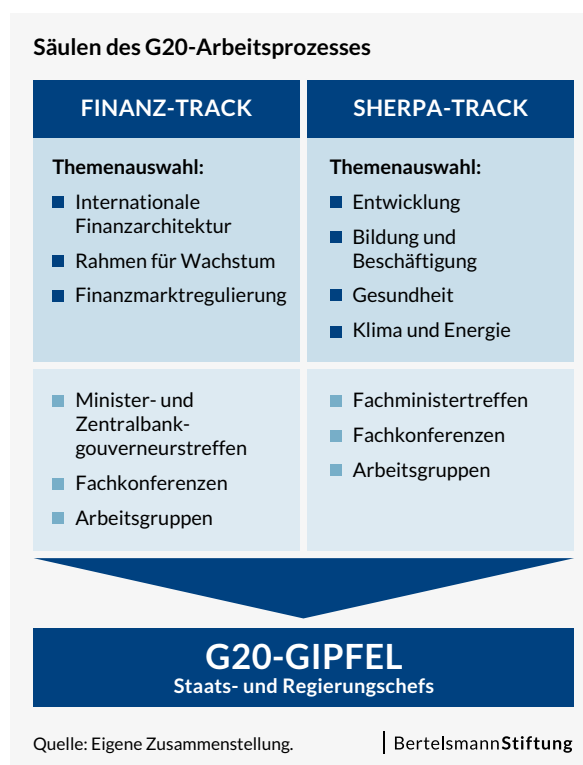 Säulen des G20-Arbeitsprozesses
FINANZ-TRACK
Themenauswahl:
Internationale
Finanzarchitektur
Rahmen für Wachstum
Finanzmarktregulierung
Minister- und
Zentralbank-
gouverneurstreffen
Fachkonferenzen
Arbeitsgruppen
SHERPA-TRACK
Themenauswahl:
Entwicklung
Bildung und
Beschäftigung
Gesundheit
Klima und Energie
Fachministertreffen
Fachkonferenzen
Arbeitsgruppen
G20-GIPFEL
Staats- und Regierungschefs
Quelle: Eigene Zusammenstellung.
BertelsmannStiftung